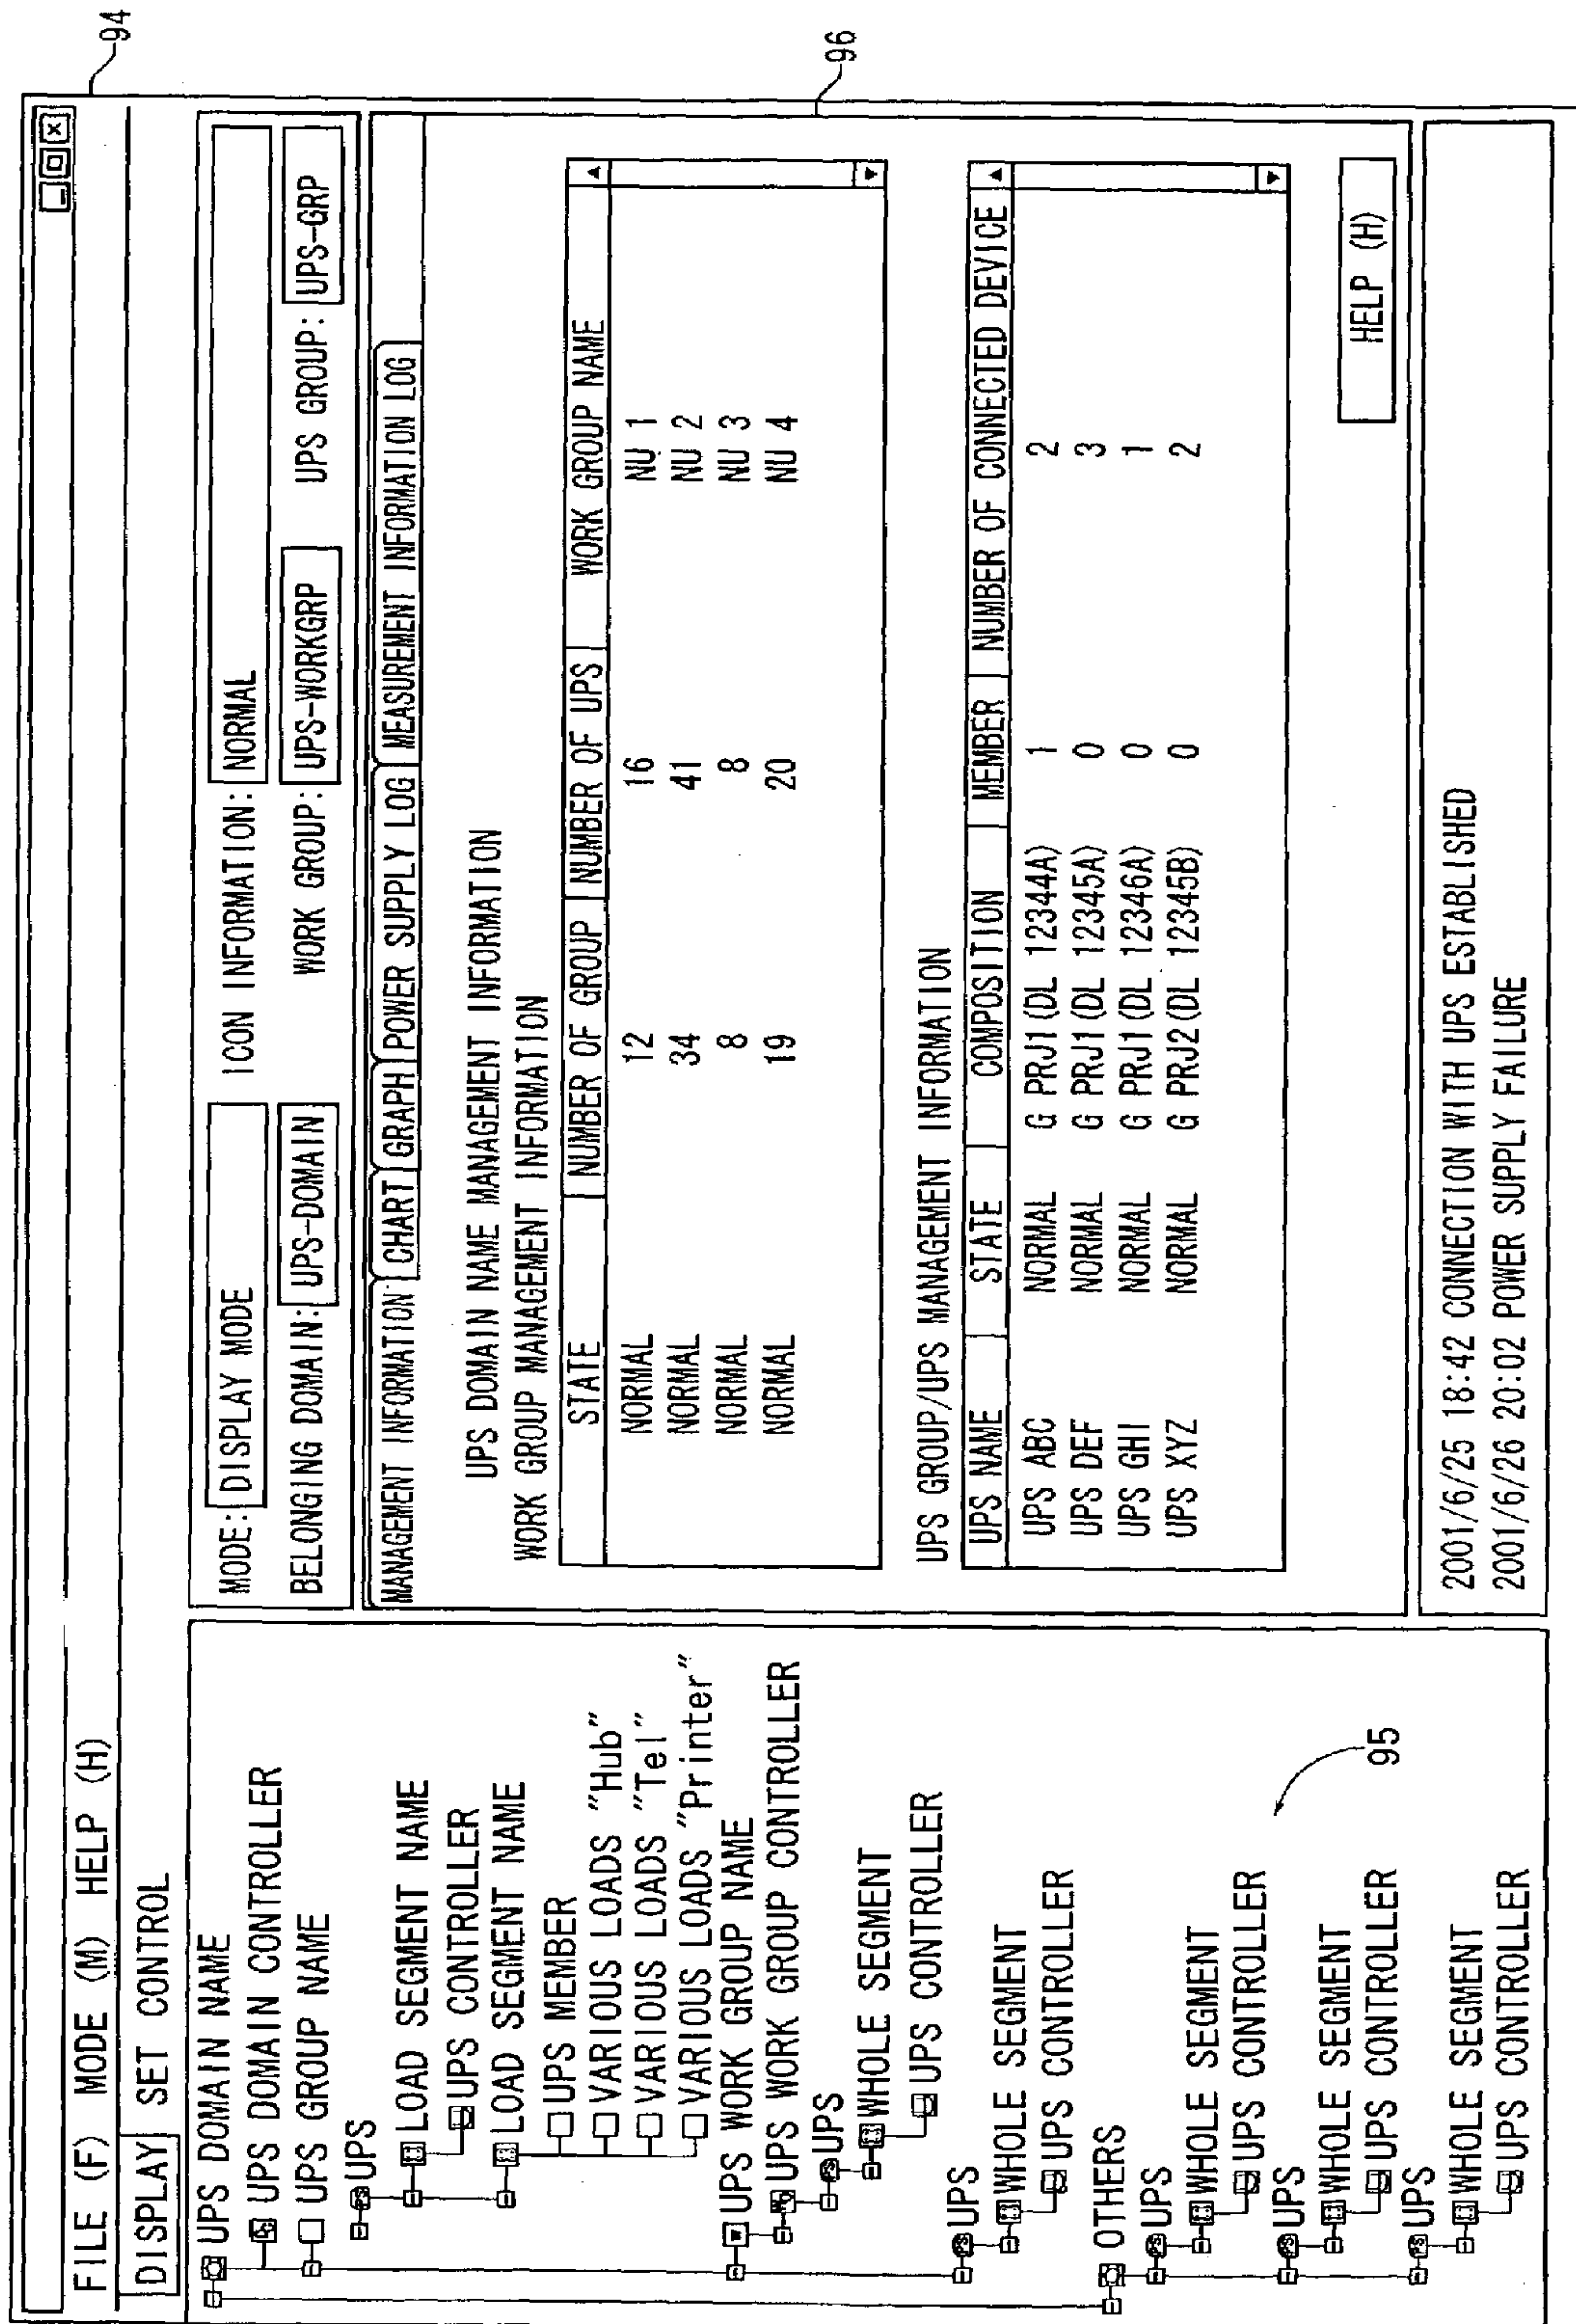 94
FILE (F) MODE (M) HELP (H)
DISPLAY SET CONTROL
UPS DOMAIN NAME
UPS DOMAIN CONTROLLER
UPS GROUP NAME
UPS
LOAD SEGMENT NAME
UPS CONTROLLER
LOAD SEGMENT NAME
UPS MEMBER
VARIOUS LOADS "Hub"
VARIOUS LOADS "Tel"
VARIOUS LOADS "Printer"
UPS WORK GROUP NAME
UPS WORK GROUP CONTROLLER
UPS
WHOLE SEGMENT
UPS CONTROLLER
UPS
WHOLE SEGMENT
UPS CONTROLLER
OTHERS
UPS
WHOLE SEGMENT
UPS CONTROLLER
UPS
WHOLE SEGMENT
UPS CONTROLLER
UPS
WHOLE SEGMENT
UPS CONTROLLER
95
MODE: DISPLAY MODE ICON INFORMATION: NORMAL
BELONGING DOMAIN: UPS-DOMAIN WORK GROUP: UPS-WORKGRP UPS GROUP: UPS-GRP
MANAGEMENT INFORMATION CHART GRAPH POWER SUPPLY LOG MEASUREMENT INFORMATION LOG
96
UPS DOMAIN NAME MANAGEMENT INFORMATION
WORK GROUP MANAGEMENT INFORMATION
STATE NUMBER OF GROUP NUMBER OF UPS WORK GROUP NAME
NORMAL 12 16 NU 1
NORMAL 34 41 NU 2
NORMAL 8 8 NU 3
NORMAL 19 20 NU 4
UPS GROUP/UPS MANAGEMENT INFORMATION
UPS NAME STATE COMPOSITION MEMBER NUMBER OF CONNECTED DEVICE
UPS ABC NORMAL G PRJ1(DL 12344A) 1 2
UPS DEF NORMAL G PRJ1(DL 12345A) 0 3
UPS GHI NORMAL G PRJ1(DL 12346A) 0 1
UPS XYZ NORMAL G PRJ2(DL 12345B) 0 2
HELP (H)
2001/6/25 18:42 CONNECTION WITH UPS ESTABLISHED
2001/6/26 20:02 POWER SUPPLY FAILURE